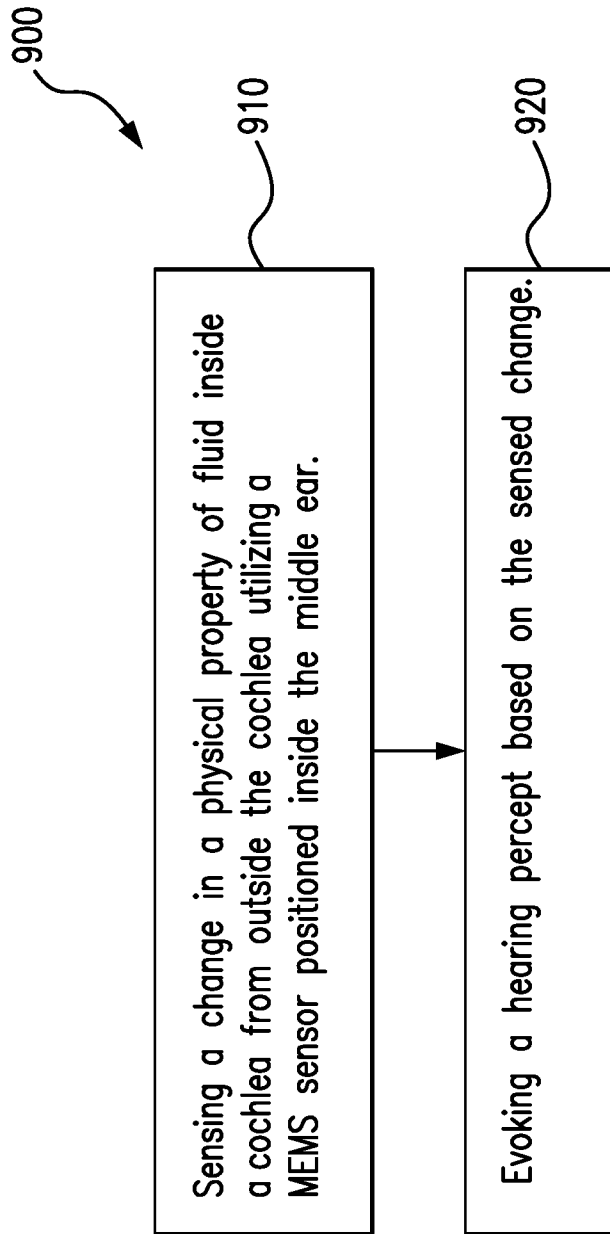 900
Sensing a change in a physical property of fluid inside
a cochlea from outside the cochlea utilizing a
MEMS sensor positioned inside the middle ear.
910
Evoking a hearing percept based on the sensed change.
920